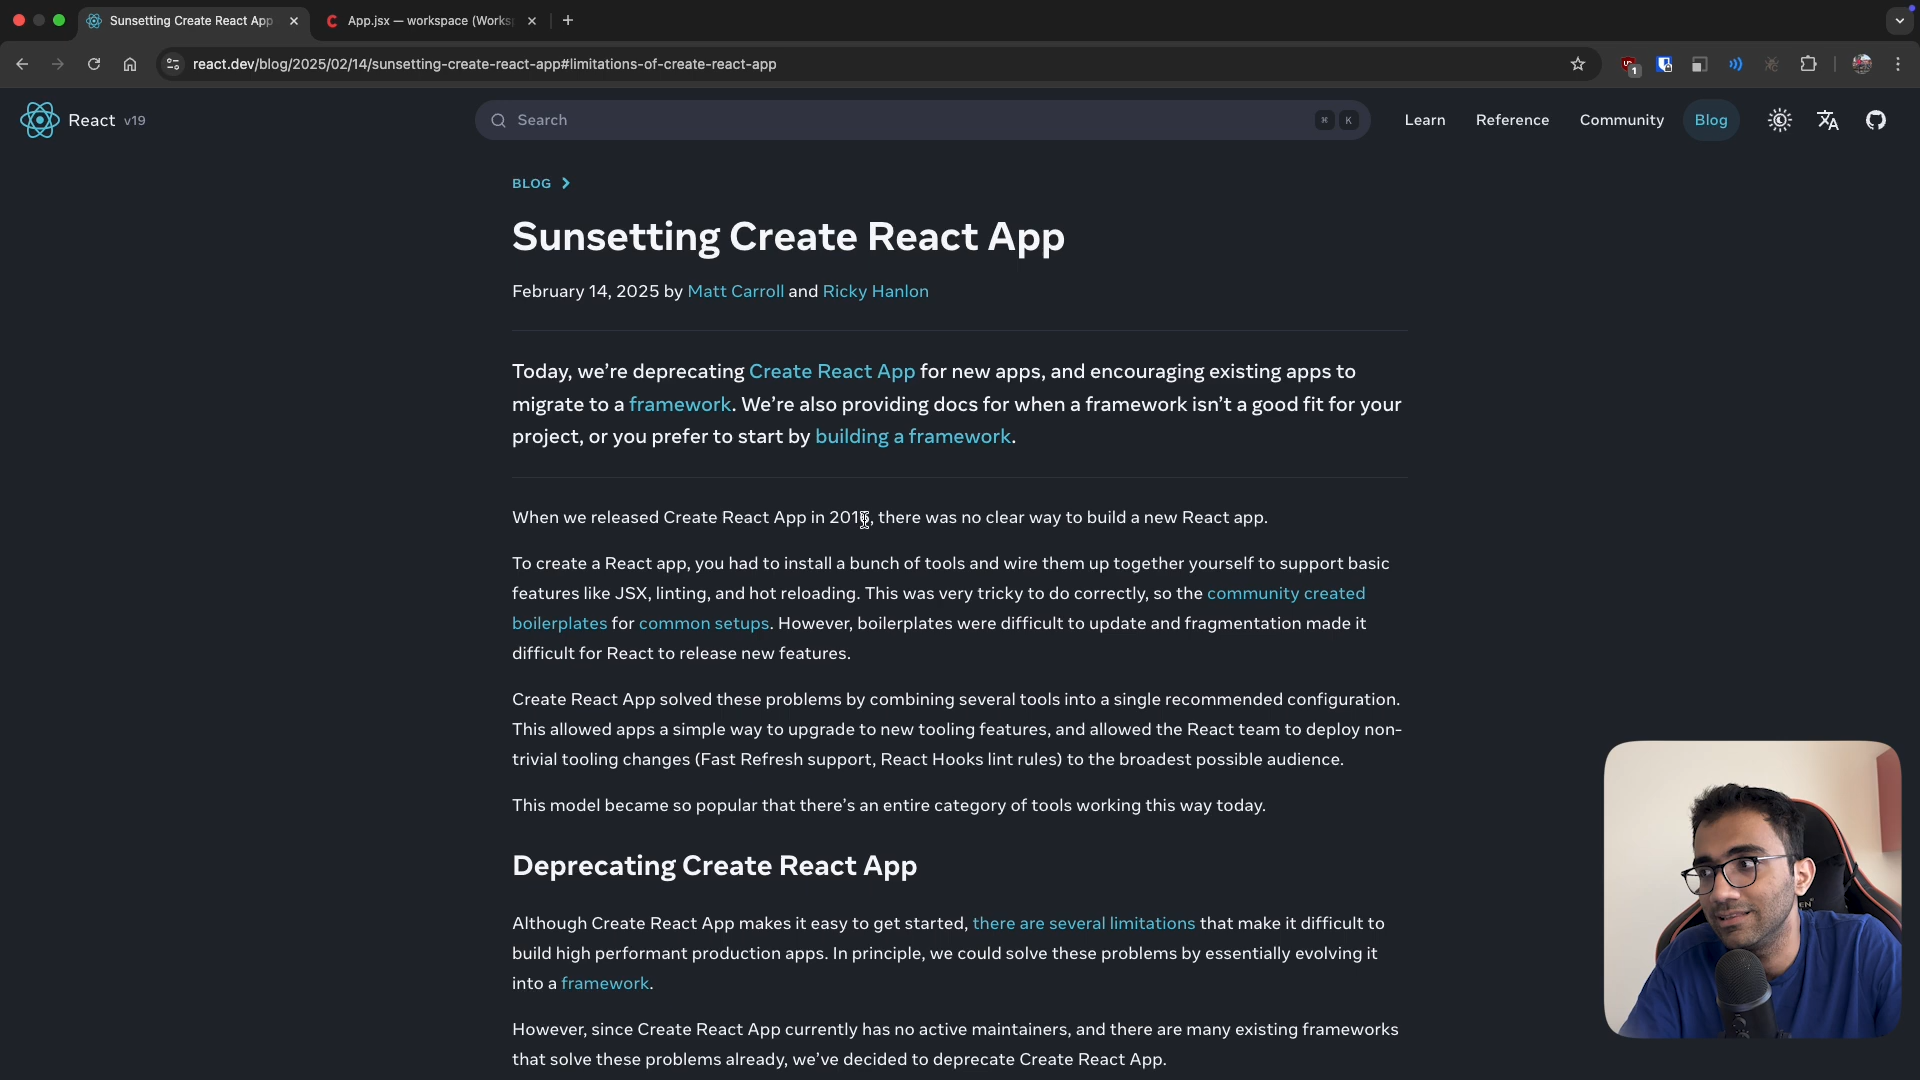 Sunsetting Create React App
App.jsx — workspace (Works
react.dev/blog/2025/02/14/sunsetting-create-react-app#limitations-of-create-react-app
1
React v19
Search
⌘ K
Learn
Reference
Community
Blog
BLOG
Sunsetting Create React App
February 14, 2025 by Matt Carroll and Ricky Hanlon
Today, we’re deprecating Create React App for new apps, and encouraging existing apps to
migrate to a framework. We’re also providing docs for when a framework isn’t a good fit for your
project, or you prefer to start by building a framework.
When we released Create React App in 2016, there was no clear way to build a new React app.
To create a React app, you had to install a bunch of tools and wire them up together yourself to support basic
features like JSX, linting, and hot reloading. This was very tricky to do correctly, so the community created
boilerplates for common setups. However, boilerplates were difficult to update and fragmentation made it
difficult for React to release new features.
Create React App solved these problems by combining several tools into a single recommended configuration.
This allowed apps a simple way to upgrade to new tooling features, and allowed the React team to deploy non-
trivial tooling changes (Fast Refresh support, React Hooks lint rules) to the broadest possible audience.
This model became so popular that there’s an entire category of tools working this way today.
Deprecating Create React App
Although Create React App makes it easy to get started, there are several limitations that make it difficult to
build high performant production apps. In principle, we could solve these problems by essentially evolving it
into a framework.
However, since Create React App currently has no active maintainers, and there are many existing frameworks
that solve these problems already, we’ve decided to deprecate Create React App.